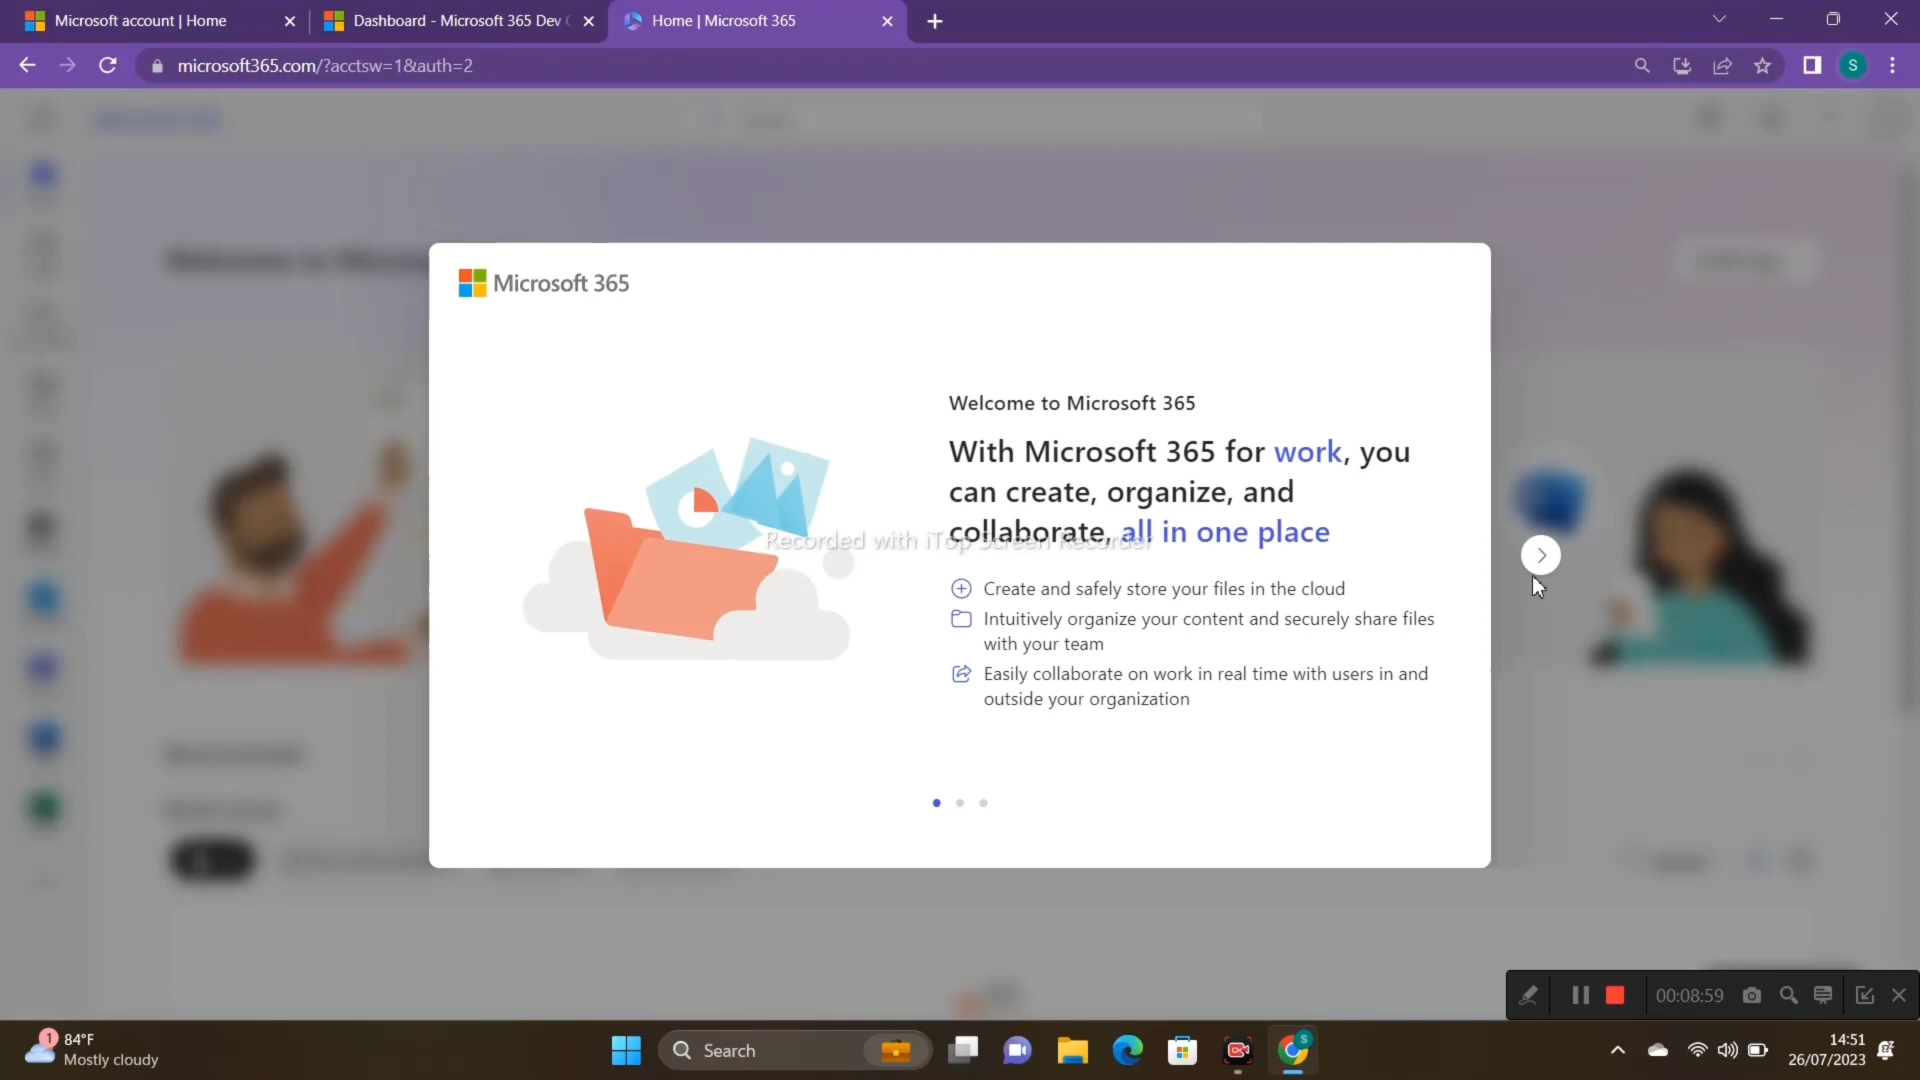 Microsoft account | Home
Dashboard - Microsoft 365 Dev
Home | Microsoft 365
microsoft365.com/?acctsw=1&auth=2
S
Microsoft 365
Welcome to Microsoft 365
With Microsoft 365 for work, you
can create, organize, and
collaborate, all in one place
Recorded with iTop Screen Recorder
Create and safely store your files in the cloud
Intuitively organize your content and securely share files
with your team
Easily collaborate on work in real time with users in and
outside your organization
00:08:59
1
84°F
Mostly cloudy
Search
S
14:51
26/07/2023